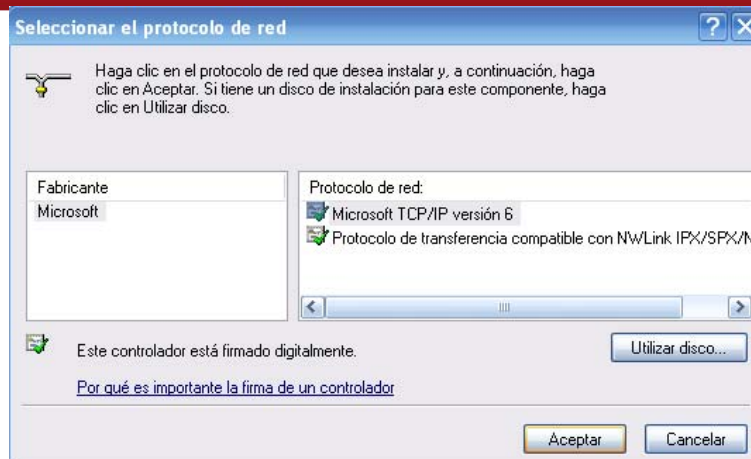 Seleccionar el protocolo de red
Haga clic en el protocolo de red que desea instalar y, a continuación, haga
clic en Aceptar. Si tiene un disco de instalación para este componente, haga
clic en Utilizar disco.
Fabricante
Microsoft
Protocolo de red:
Microsoft TCP/IP versión 6
Protocolo de transferencia compatible con NWLink IPX/SPX/N
Este controlador está firmado digitalmente.
Utilizar disco...
Por qué es importante la firma de un controlador
Aceptar
Cancelar